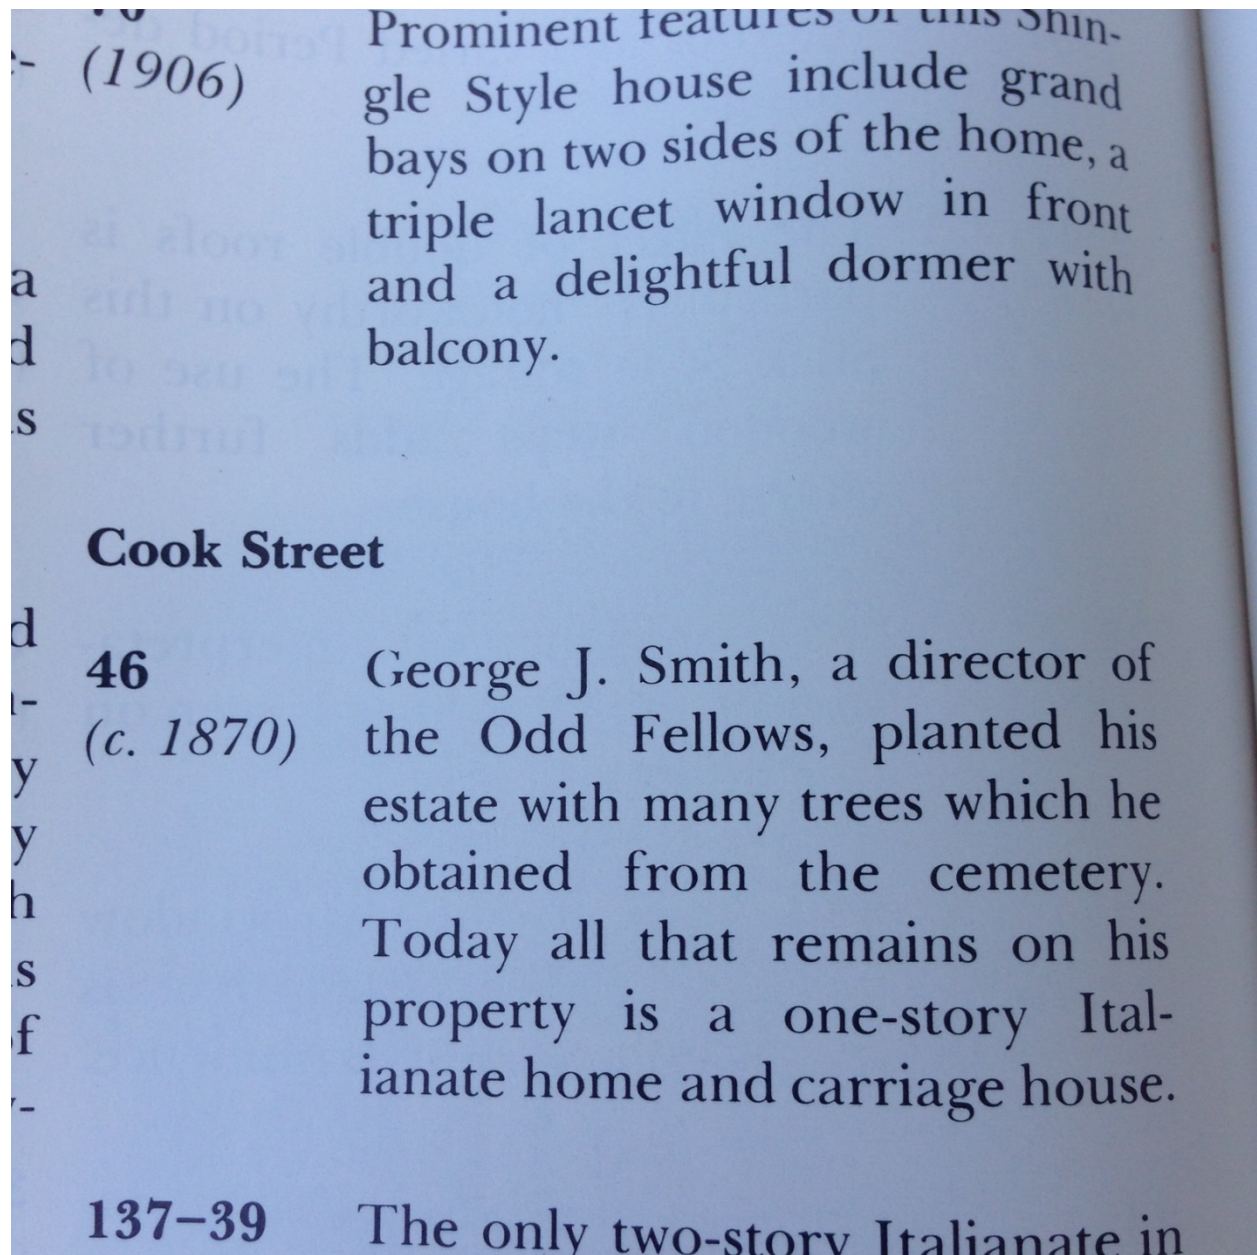 (1906)
Prominent features of this Shin-
gle Style house include grand
bays on two sides of the home, a
triple lancet window in front
and a delightful dormer with
balcony.
Cook Street
46
(c. 1870)
George J. Smith, a director of
the Odd Fellows, planted his
estate with many trees which he
obtained from the cemetery.
Today all that remains on his
property is a one-story Ital-
ianate home and carriage house.
137–39
The only two-story Italianate in